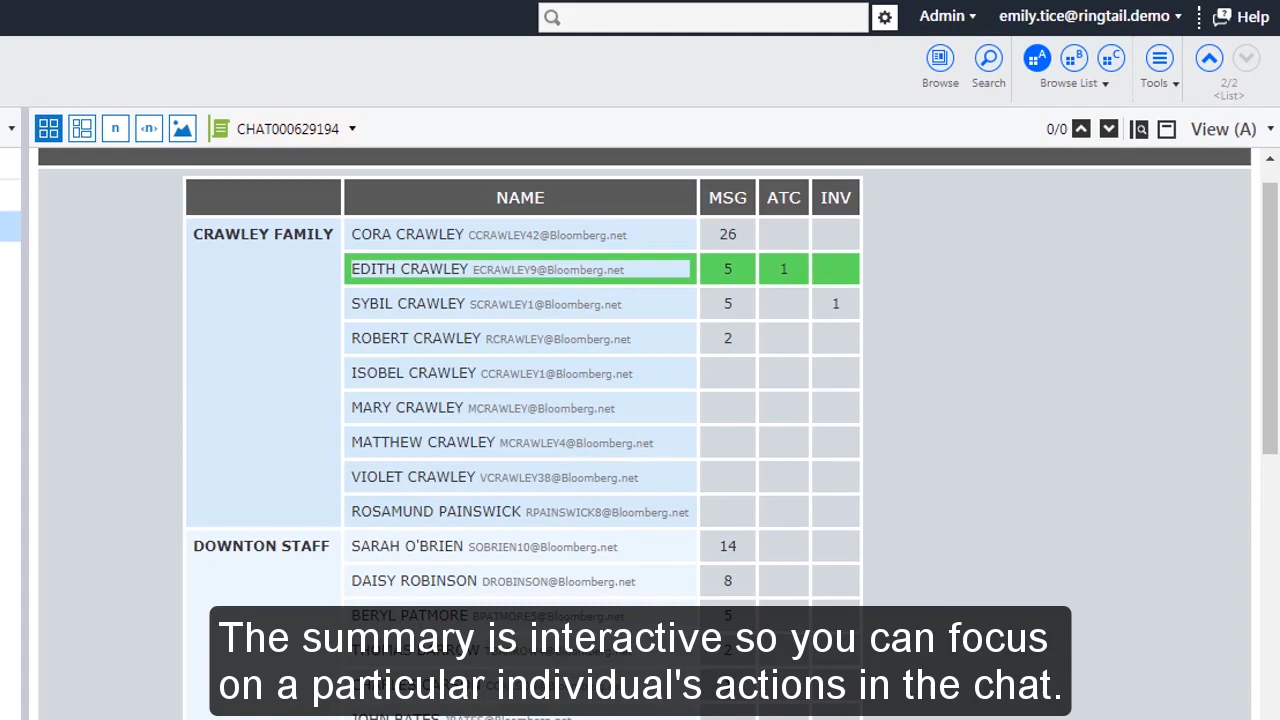 Admin emily.tice@ringtail.demo Help
Browse Search A B C Browse List Tools 2/2
<List>
n <n> CHAT000629194 0/0 View (A)
NAME MSG ATC INV
CRAWLEY FAMILY CORA CRAWLEY CCRAWLEY42@Bloomberg.net 26
EDITH CRAWLEY ECRAWLEY9@Bloomberg.net 5 1
SYBIL CRAWLEY SCRAWLEY1@Bloomberg.net 5 1
ROBERT CRAWLEY RCRAWLEY@Bloomberg.net 2
ISOBEL CRAWLEY CCRAWLEY1@Bloomberg.net
MARY CRAWLEY MCRAWLEY@Bloomberg.net
MATTHEW CRAWLEY MCRAWLEY4@Bloomberg.net
VIOLET CRAWLEY VCRAWLEY38@Bloomberg.net
ROSAMUND PAINSWICK RPAINSWICK8@Bloomberg.net
DOWNTON STAFF SARAH O'BRIEN SOBRIEN10@Bloomberg.net 14
DAISY ROBINSON DROBINSON@Bloomberg.net 8
BERYL PATMORE BPATMORE5@Bloomberg.net 5
The summary is interactive so you can focus
on a particular individual's actions in the chat.